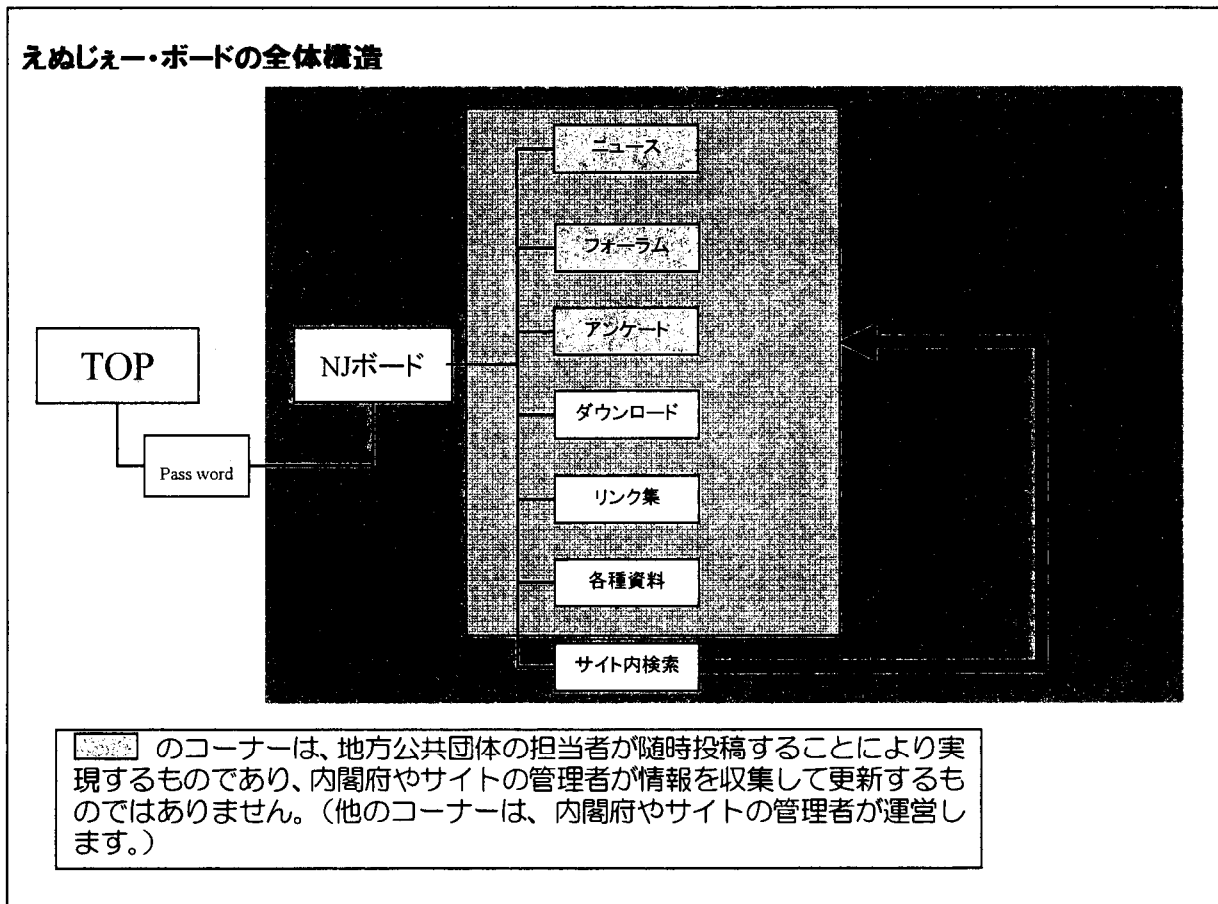 えぬじぇー・ボードの全体構造
ニュース
フォーラム
アンケート
TOP
NJボード
ダウンロード
Pass word
リンク集
各種資料
サイト内検索
のコーナーは、地方公共団体の担当者が随時投稿することにより実
現するものであり、内閣府やサイトの管理者が情報を収集して更新するも
のではありません。（他のコーナーは、内閣府やサイトの管理者が運営し
ます。）